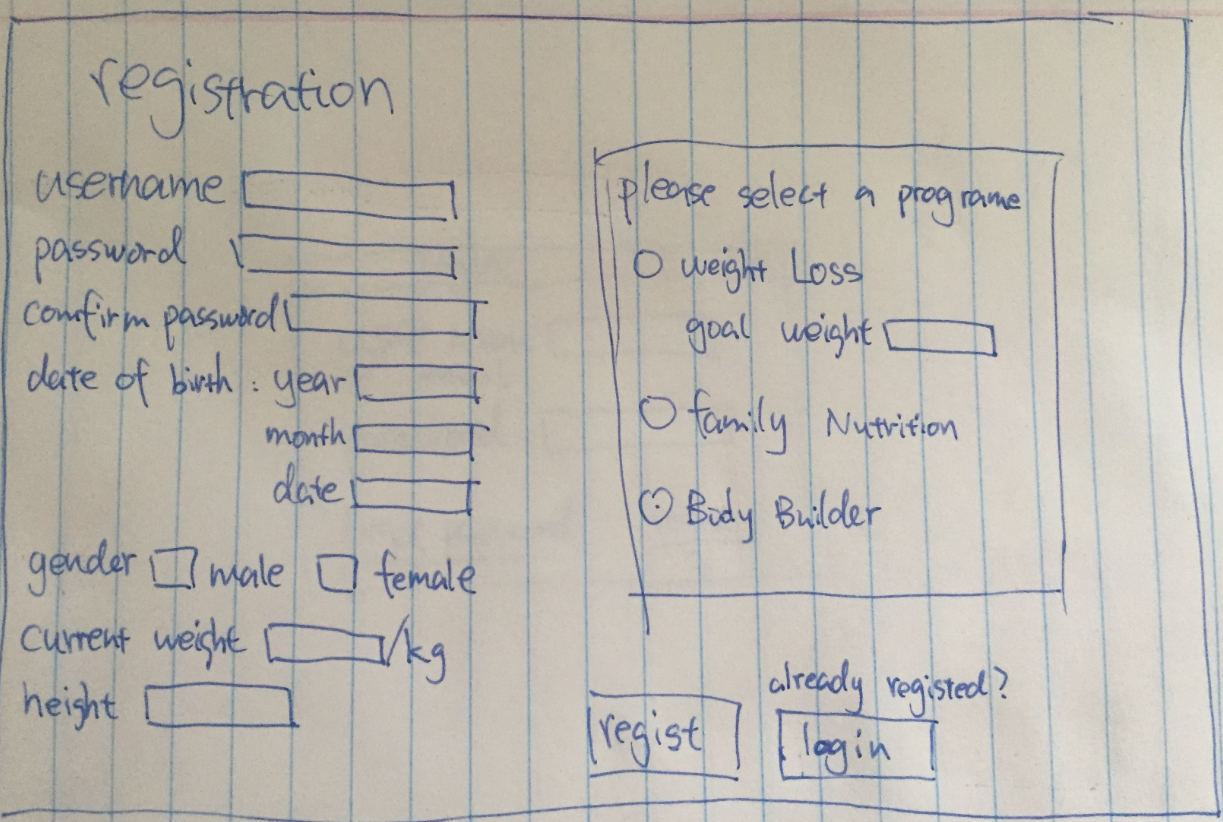 registration
username
password
comfirm password
date of birth : year
month
date
gender male female
current weight /kg
height
please select a programe
weight Loss
goal weight
family Nutrition
Body Builder
already registed?
regist
login